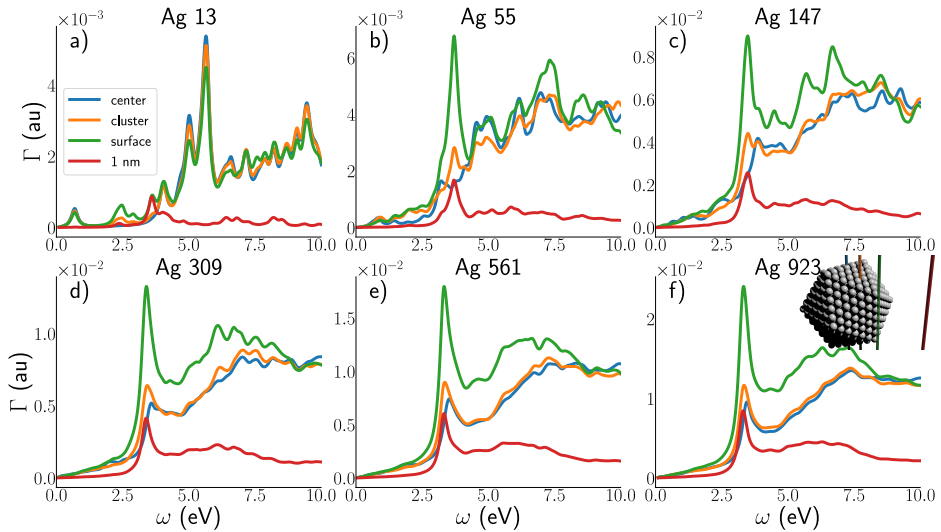 Ag 13
×10⁻³
a)
4
2
0
Γ (au)
center
cluster
surface
1 nm
0.0 2.5 5.0 7.5 10.0
Ag 55
×10⁻³
b)
6
4
2
0
0.0 2.5 5.0 7.5 10.0
Ag 147
×10⁻²
c)
0.8
0.6
0.4
0.2
0.0
0.0 2.5 5.0 7.5 10.0
Ag 309
×10⁻²
d)
1.0
0.5
0.0
Γ (au)
0.0 2.5 5.0 7.5 10.0
ω (eV)
Ag 561
×10⁻²
e)
1.5
1.0
0.5
0.0
0.0 2.5 5.0 7.5 10.0
ω (eV)
Ag 923
×10⁻²
f)
2
1
0
0.0 2.5 5.0 7.5 10.0
ω (eV)